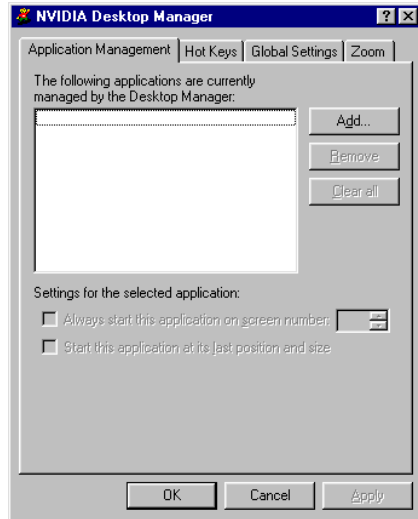 NVIDIA Desktop Manager
Application Management Hot Keys Global Settings Zoom
The following applications are currently
managed by the Desktop Manager:
Add...
Remove
Clear all
Settings for the selected application:
Always start this application on screen number:
Start this application at its last position and size
OK Cancel Apply